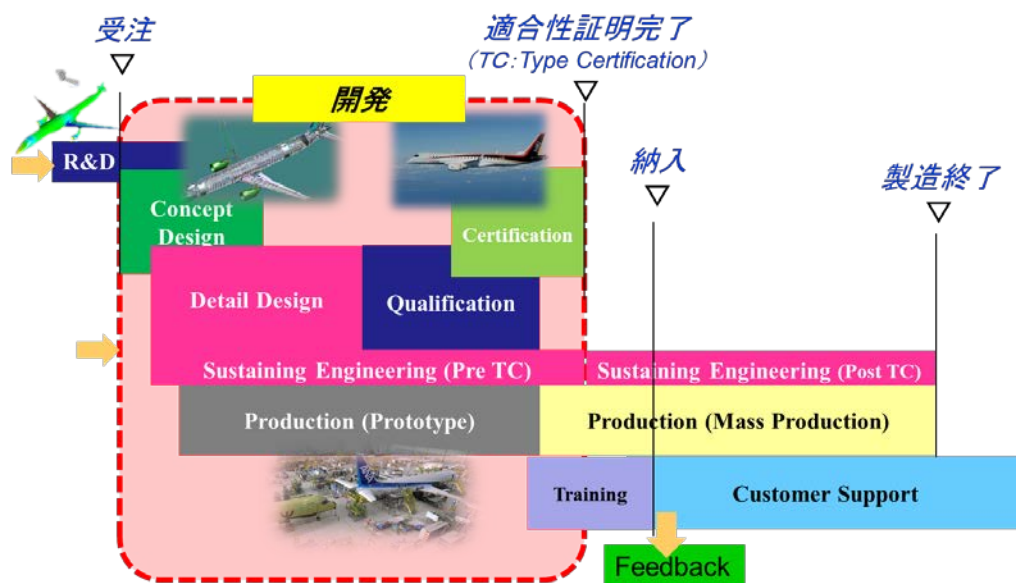 受注
適合性証明完了
（TC：Type Certification）
開発
納入
製造終了
R&D
Concept
Design
Certification
Detail Design
Qualification
Sustaining Engineering (Pre TC)
Sustaining Engineering (Post TC)
Production (Prototype)
Production (Mass Production)
Training
Customer Support
Feedback